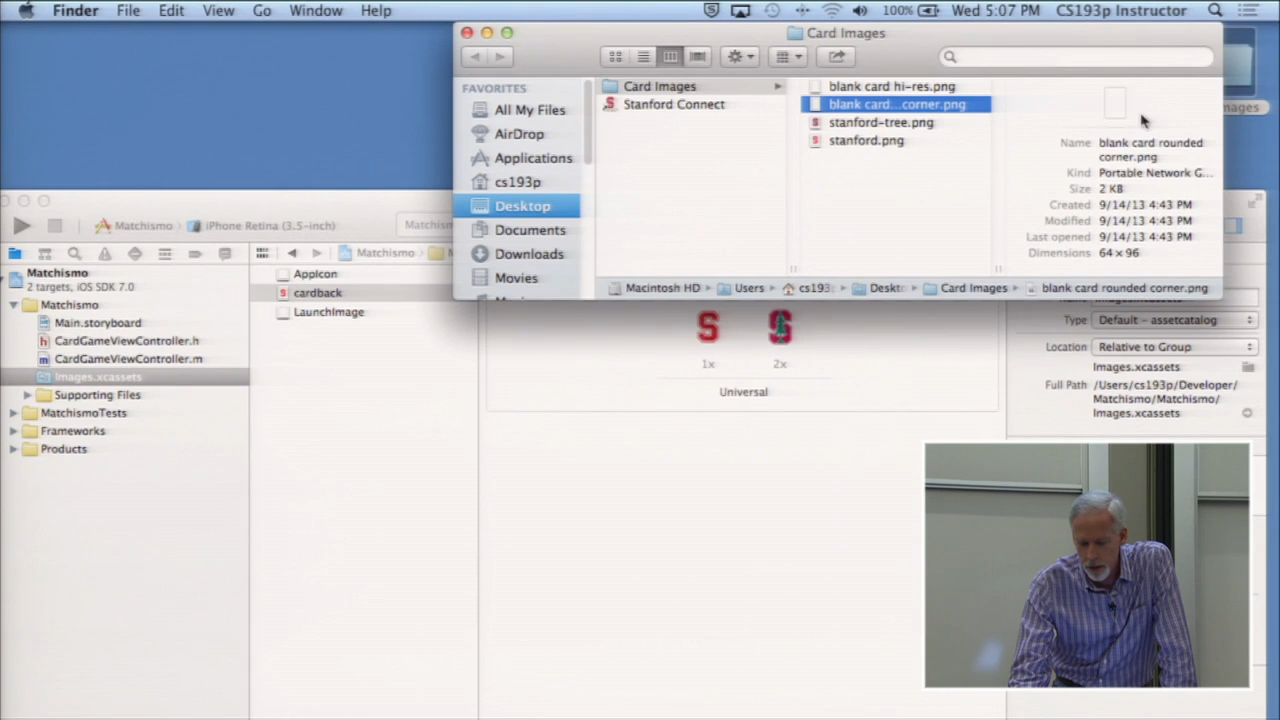 Finder File Edit View Go Window Help 100% Wed 5:07 PM CS193p Instructor
Card Images
FAVORITES
All My Files
AirDrop
Applications
cs193p
Desktop
Documents
Downloads
Movies
Card Images
Stanford Connect
blank card hi-res.png
blank card...corner.png
stanford-tree.png
stanford.png
Name blank card rounded
corner.png
Kind Portable Network G...
Size 2 KB
Created 9/14/13 4:43 PM
Modified 9/14/13 4:43 PM
Last opened 9/14/13 4:43 PM
Dimensions 64 × 96
Macintosh HD Users cs193 Deskt Card Images blank card rounded corner.png
Matchismo iPhone Retina (3.5-inch)
Matchismo
Matchismo
2 targets, iOS SDK 7.0
Matchismo
Main.storyboard
CardGameViewController.h
CardGameViewController.m
Images.xcassets
Supporting Files
MatchismoTests
Frameworks
Products
AppIcon
cardback
LaunchImage
S S
1x 2x
Universal
Type Default - assetcatalog
Location Relative to Group
Images.xcassets
Full Path /Users/cs193p/Developer/
Matchismo/Matchismo/
Images.xcassets